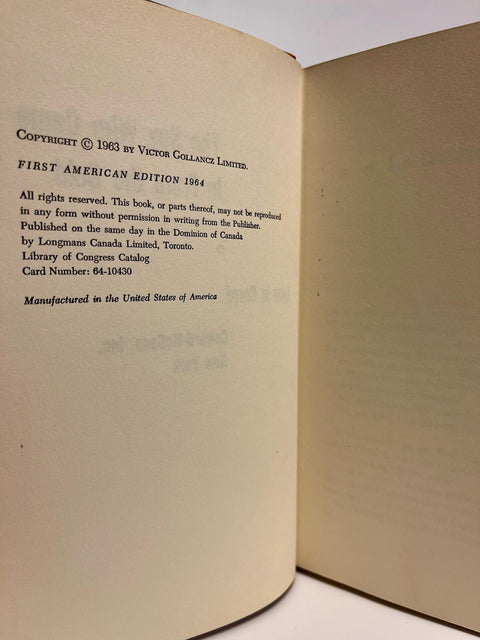 Copyright © 1963 by Victor Gollancz Limited.
FIRST AMERICAN EDITION 1964
All rights reserved. This book, or parts thereof, may not be reproduced
in any form without permission in writing from the Publisher.
Published on the same day in the Dominion of Canada
by Longmans Canada Limited, Toronto.
Library of Congress Catalog
Card Number: 64-10430
Manufactured in the United States of America